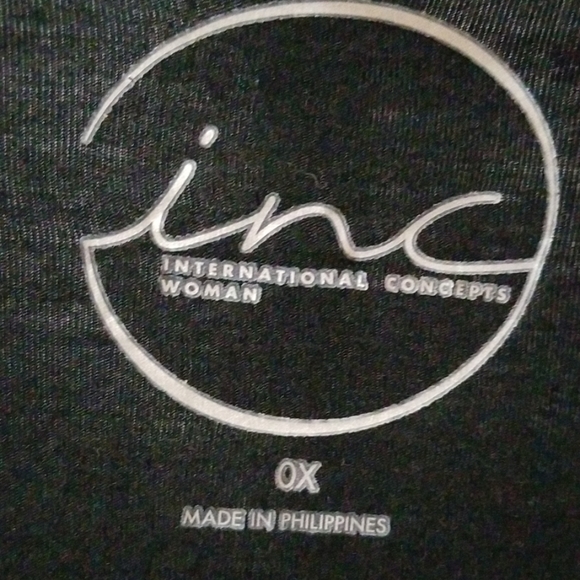 inc
INTERNATIONAL CONCEPTS
WOMAN
0X
MADE IN PHILIPPINES